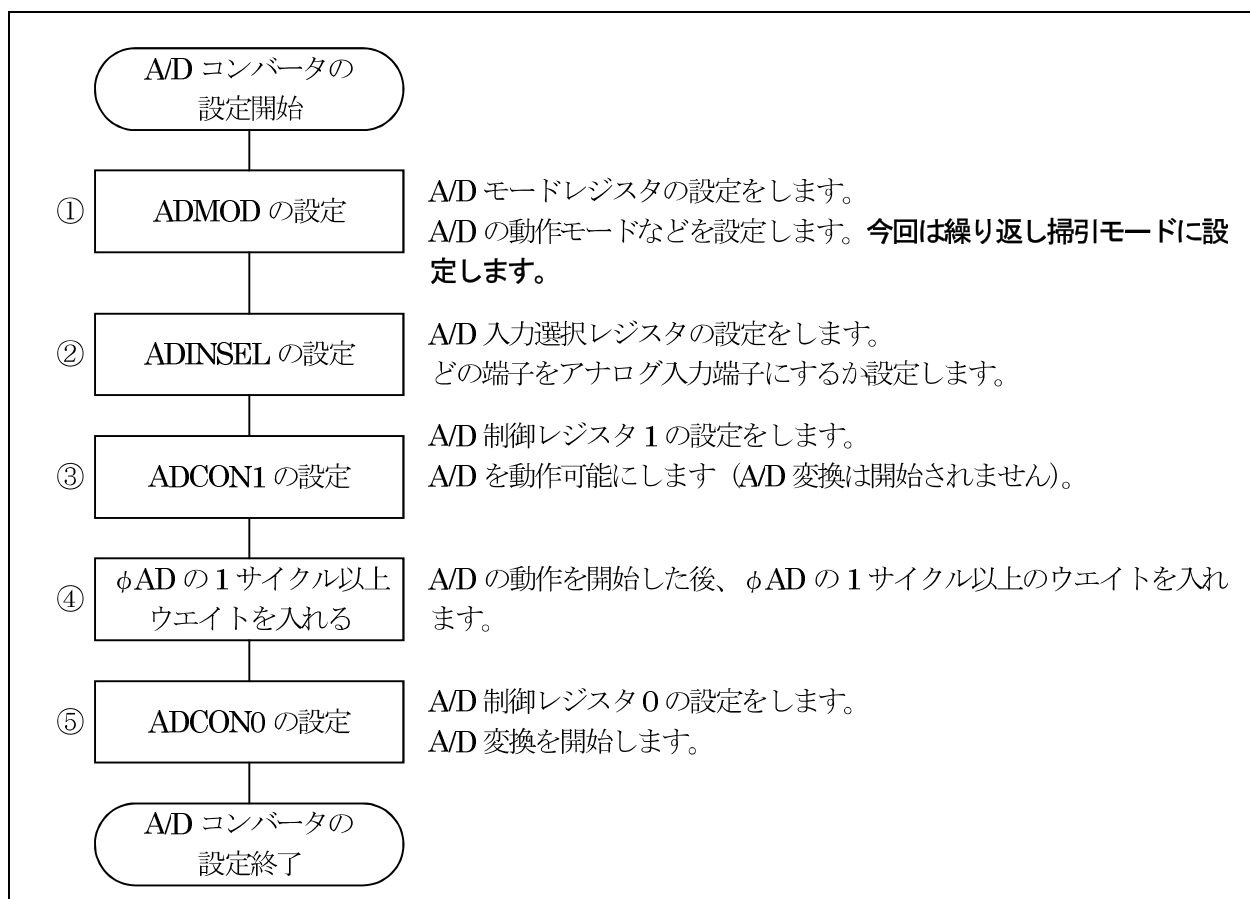 A/D コンバータの
設定開始
①
ADMOD の設定
A/D モードレジスタの設定をします。
A/D の動作モードなどを設定します。今回は繰り返し掃引モードに設
定します。
②
ADINSEL の設定
A/D 入力選択レジスタの設定をします。
どの端子をアナログ入力端子にするか設定します。
③
ADCON1 の設定
A/D 制御レジスタ 1 の設定をします。
A/D を動作可能にします（A/D 変換は開始されません）。
④
φAD の 1 サイクル以上
ウエイトを入れる
A/D の動作を開始した後、φAD の 1 サイクル以上のウエイトを入れ
ます。
⑤
ADCON0 の設定
A/D 制御レジスタ 0 の設定をします。
A/D 変換を開始します。
A/D コンバータの
設定終了